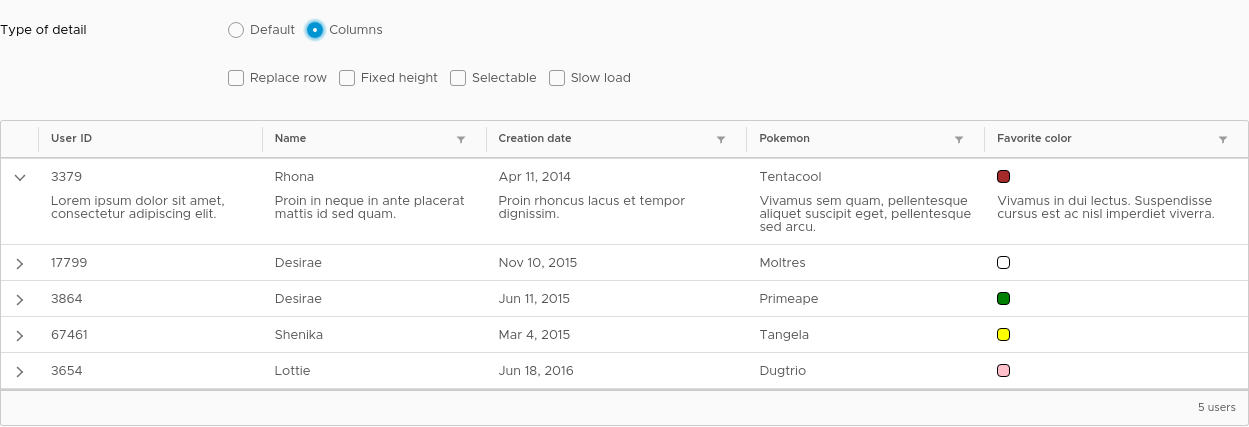 Type of detail Default Columns
Replace row Fixed height Selectable Slow load
User ID Name Creation date Pokemon Favorite color
3379 Rhona Apr 11, 2014 Tentacool
Lorem ipsum dolor sit amet, Proin in neque in ante placerat Proin rhoncus lacus et tempor Vivamus sem quam, pellentesque Vivamus in dui lectus. Suspendisse
consectetur adipiscing elit. mattis id sed quam. dignissim. aliquet suscipit eget, pellentesque cursus est ac nisl imperdiet viverra.
sed arcu.
17799 Desirae Nov 10, 2015 Moltres
3864 Desirae Jun 11, 2015 Primeape
67461 Shenika Mar 4, 2015 Tangela
3654 Lottie Jun 18, 2016 Dugtrio
5 users